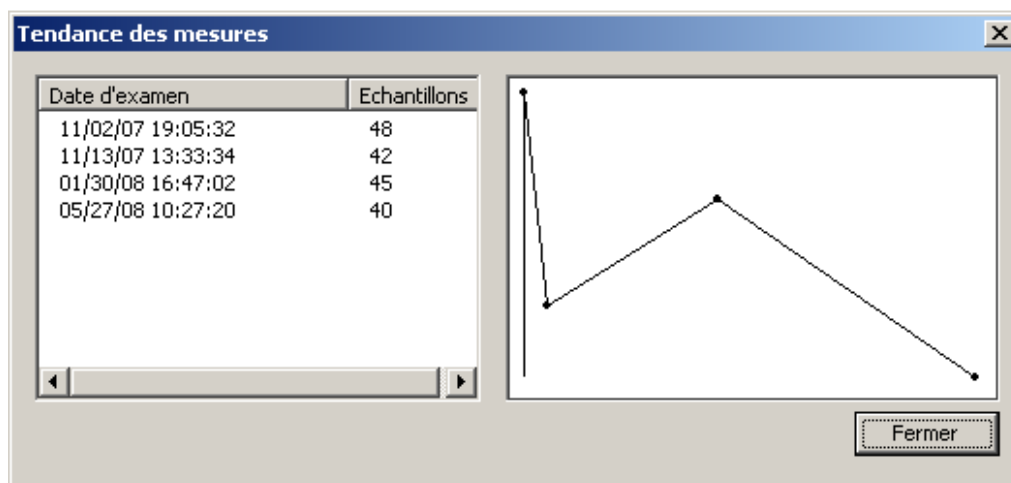 Tendance des mesures
Date d'examen Echantillons
11/02/07 19:05:32 48
11/13/07 13:33:34 42
01/30/08 16:47:02 45
05/27/08 10:27:20 40
Fermer